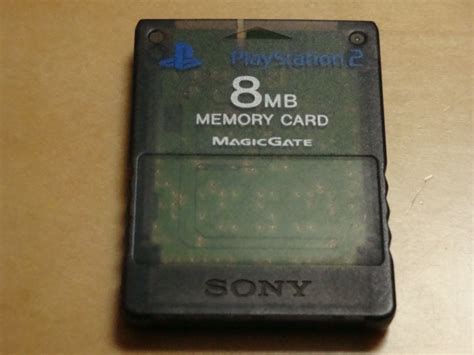 PlayStation 2
8MB
MEMORY CARD
MAGICGATE
SONY